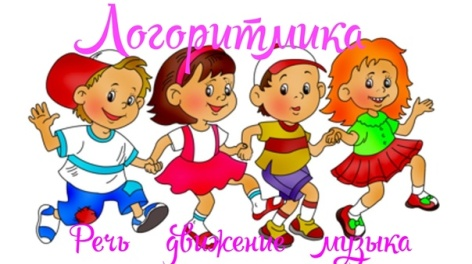 Логоритмика
Речь движение музыка